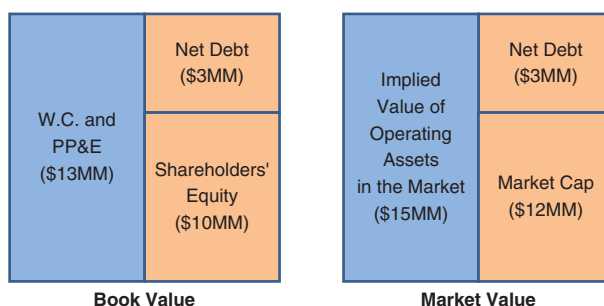 W.C. and
PP&E
($13MM)
Net Debt
($3MM)
Shareholders'
Equity
($10MM)
Book Value
Implied
Value of
Operating
Assets
in the Market
($15MM)
Net Debt
($3MM)
Market Cap
($12MM)
Market Value